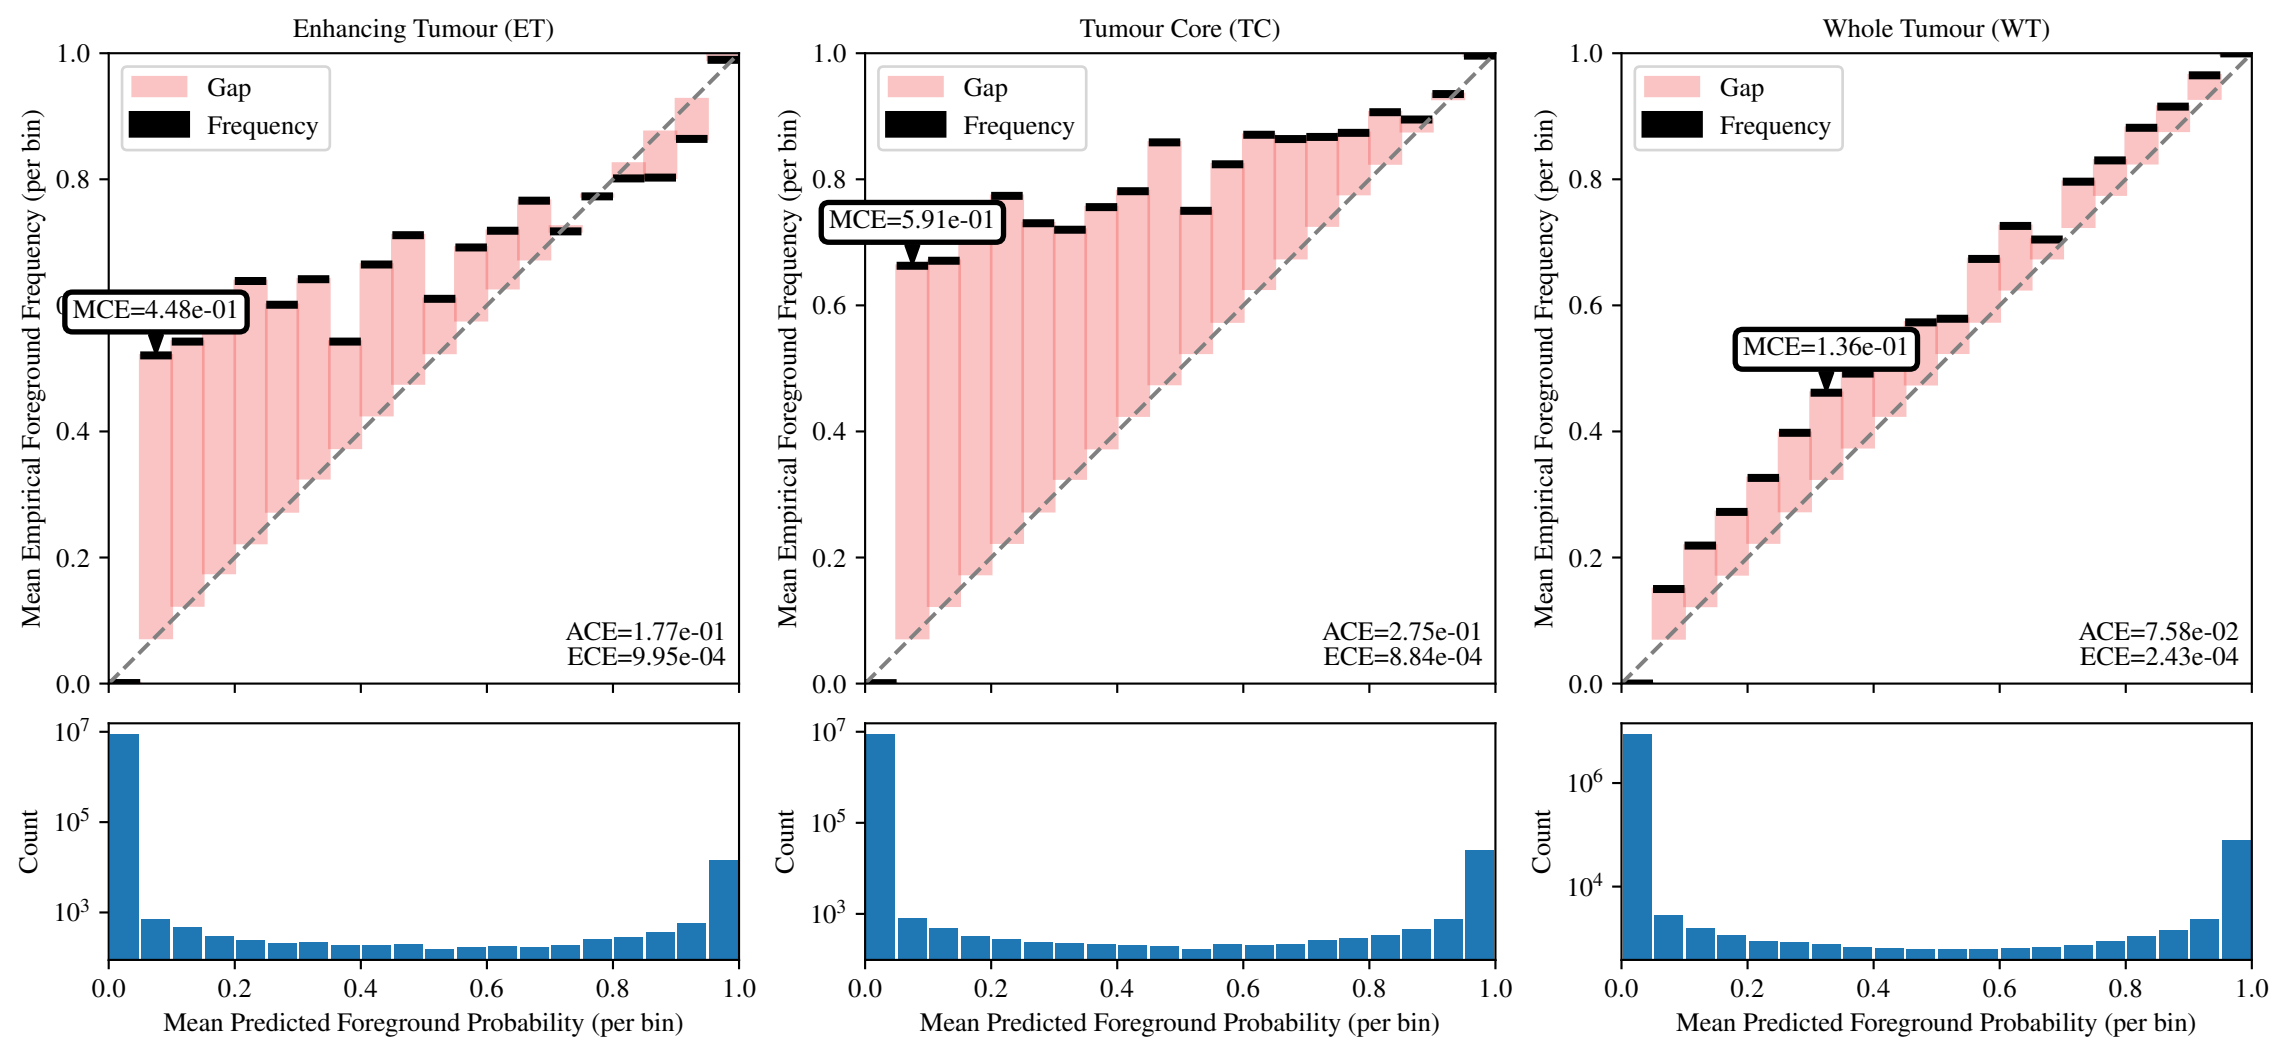 Enhancing Tumour (ET)
Mean Empirical Foreground Frequency (per bin)
1.0
0.8
0.4
0.2
0.0
Gap
Frequency
MCE=4.48e-01
ACE=1.77e-01
ECE=9.95e-04
Count
10^7
10^5
10^3
0.0 0.2 0.4 0.6 0.8 1.0
Mean Predicted Foreground Probability (per bin)
Tumour Core (TC)
Mean Empirical Foreground Frequency (per bin)
1.0
0.8
0.6
0.4
0.2
0.0
Gap
Frequency
MCE=5.91e-01
ACE=2.75e-01
ECE=8.84e-04
Count
10^7
10^5
10^3
0.0 0.2 0.4 0.6 0.8 1.0
Mean Predicted Foreground Probability (per bin)
Whole Tumour (WT)
Mean Empirical Foreground Frequency (per bin)
1.0
0.8
0.6
0.4
0.2
0.0
Gap
Frequency
MCE=1.36e-01
ACE=7.58e-02
ECE=2.43e-04
Count
10^6
10^4
0.0 0.2 0.4 0.6 0.8 1.0
Mean Predicted Foreground Probability (per bin)